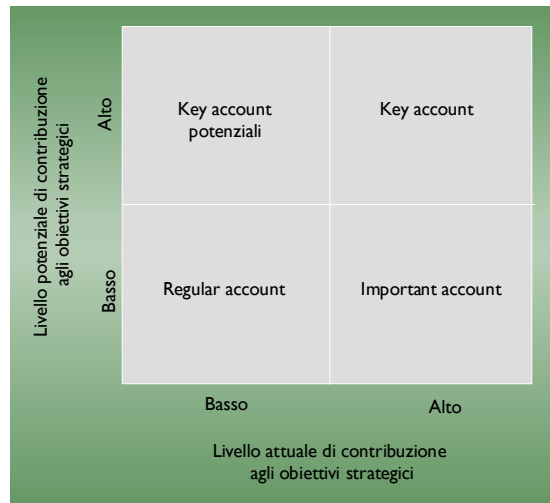 Livello potenziale di contribuzione
agli obiettivi strategici
Alto
Key account
potenziali
Key account
Basso
Regular account
Important account
Basso
Alto
Livello attuale di contribuzione
agli obiettivi strategici